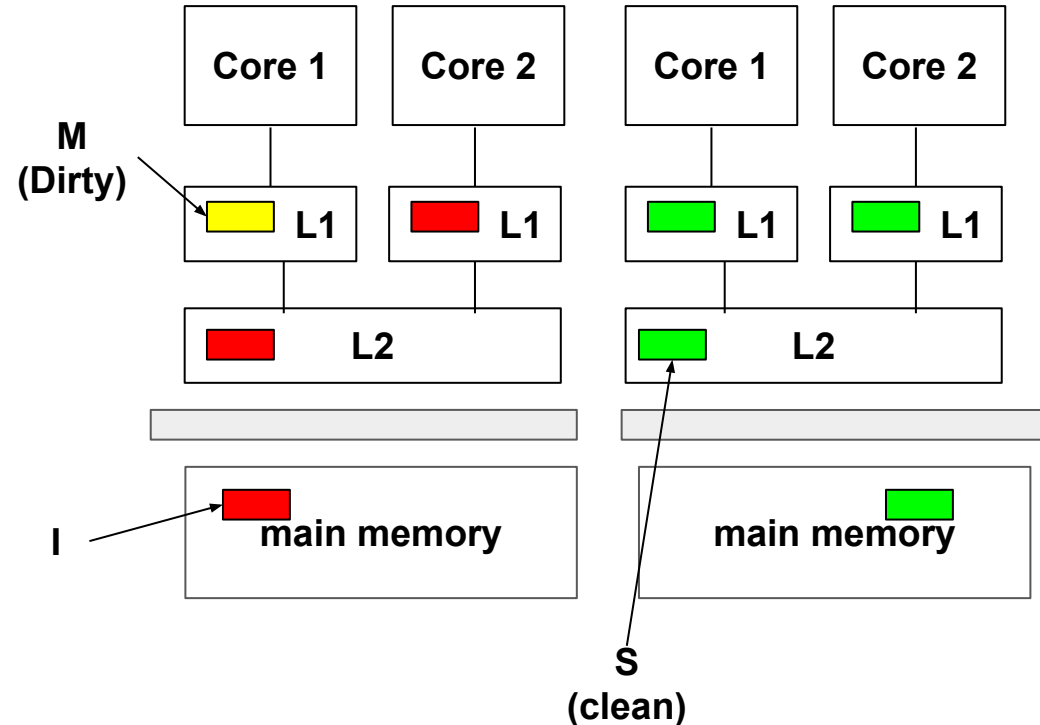 Core 1
Core 2
Core 1
Core 2
M
(Dirty)
L1
L1
L1
L1
L2
L2
I
main memory
main memory
S
(clean)